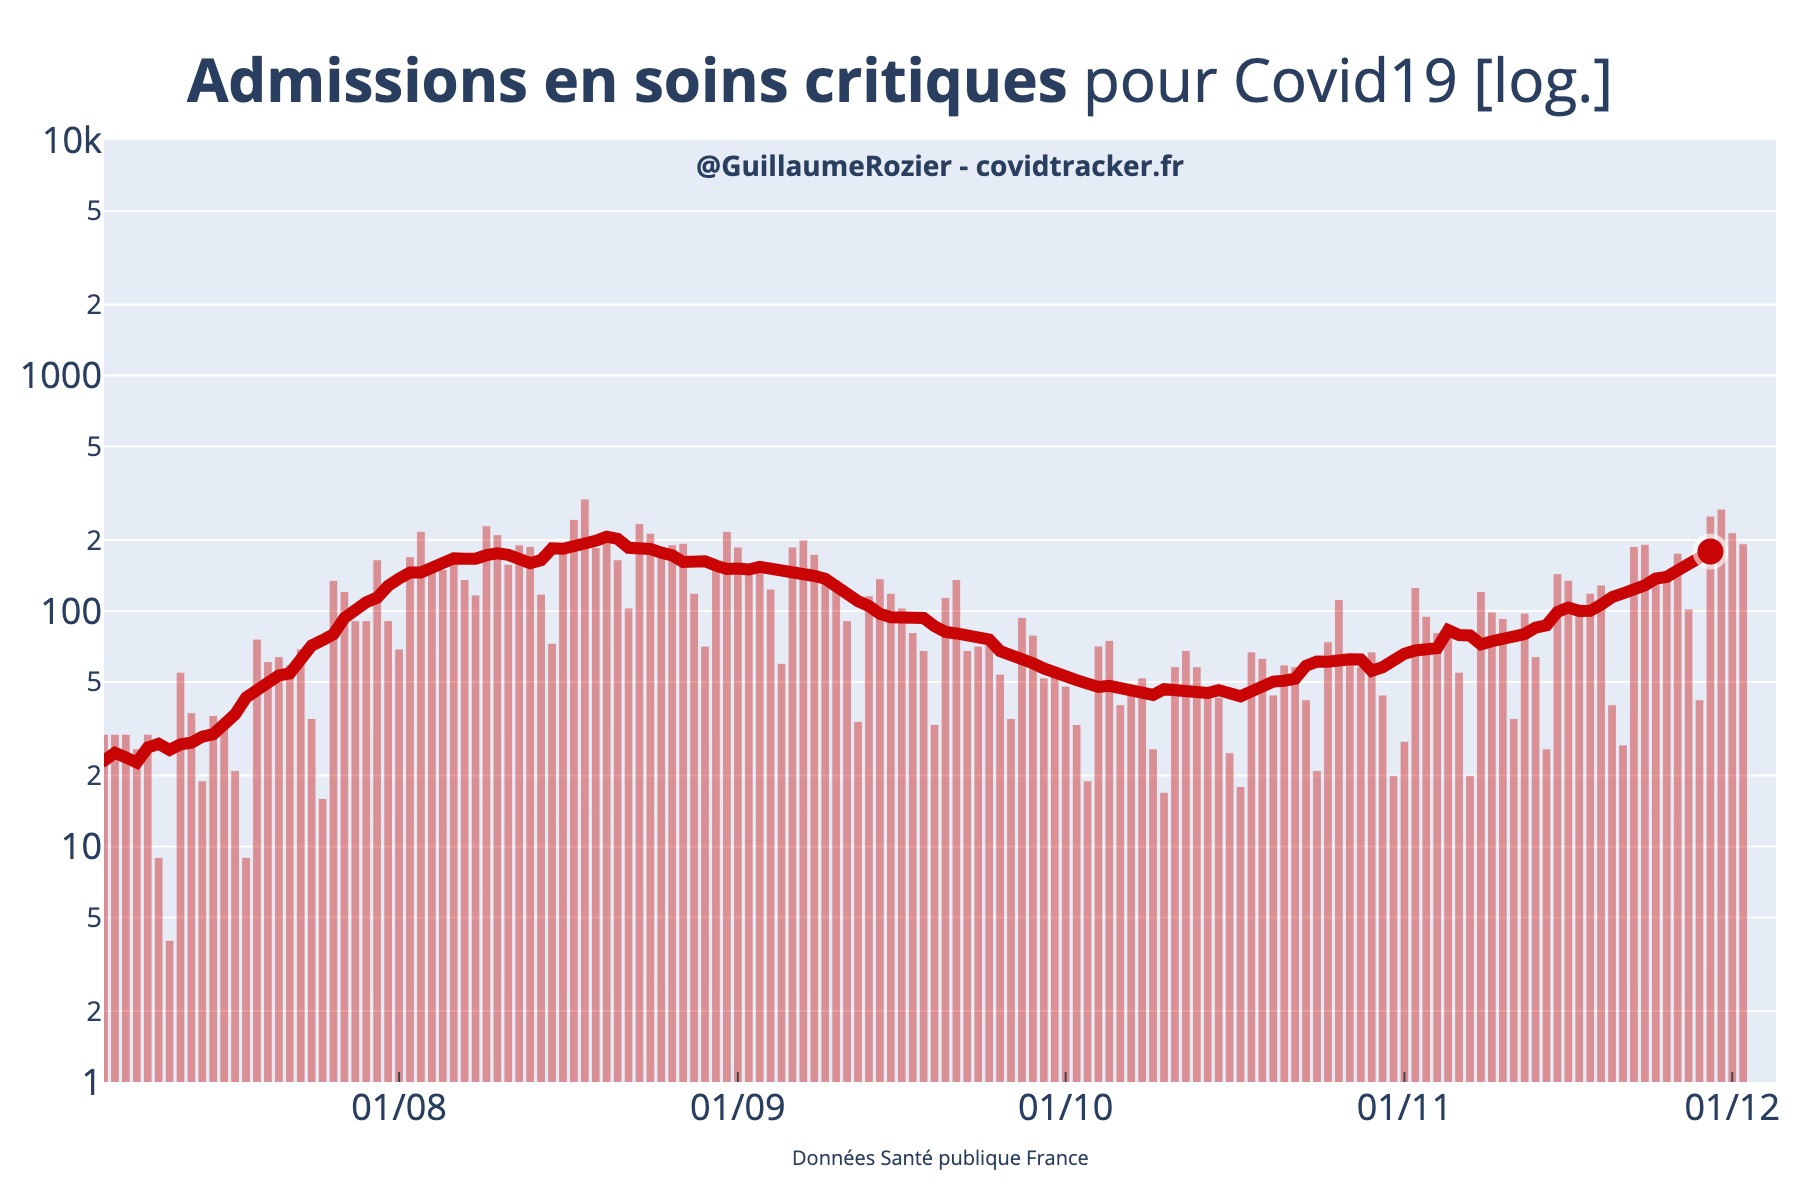 Admissions en soins critiques pour Covid19 [log.]
@GuillaumeRozier - covidtracker.fr
10k
5
2
1000
5
2
100
5
2
10
5
2
1
01/08 01/09 01/10 01/11 01/12
Données Santé publique France